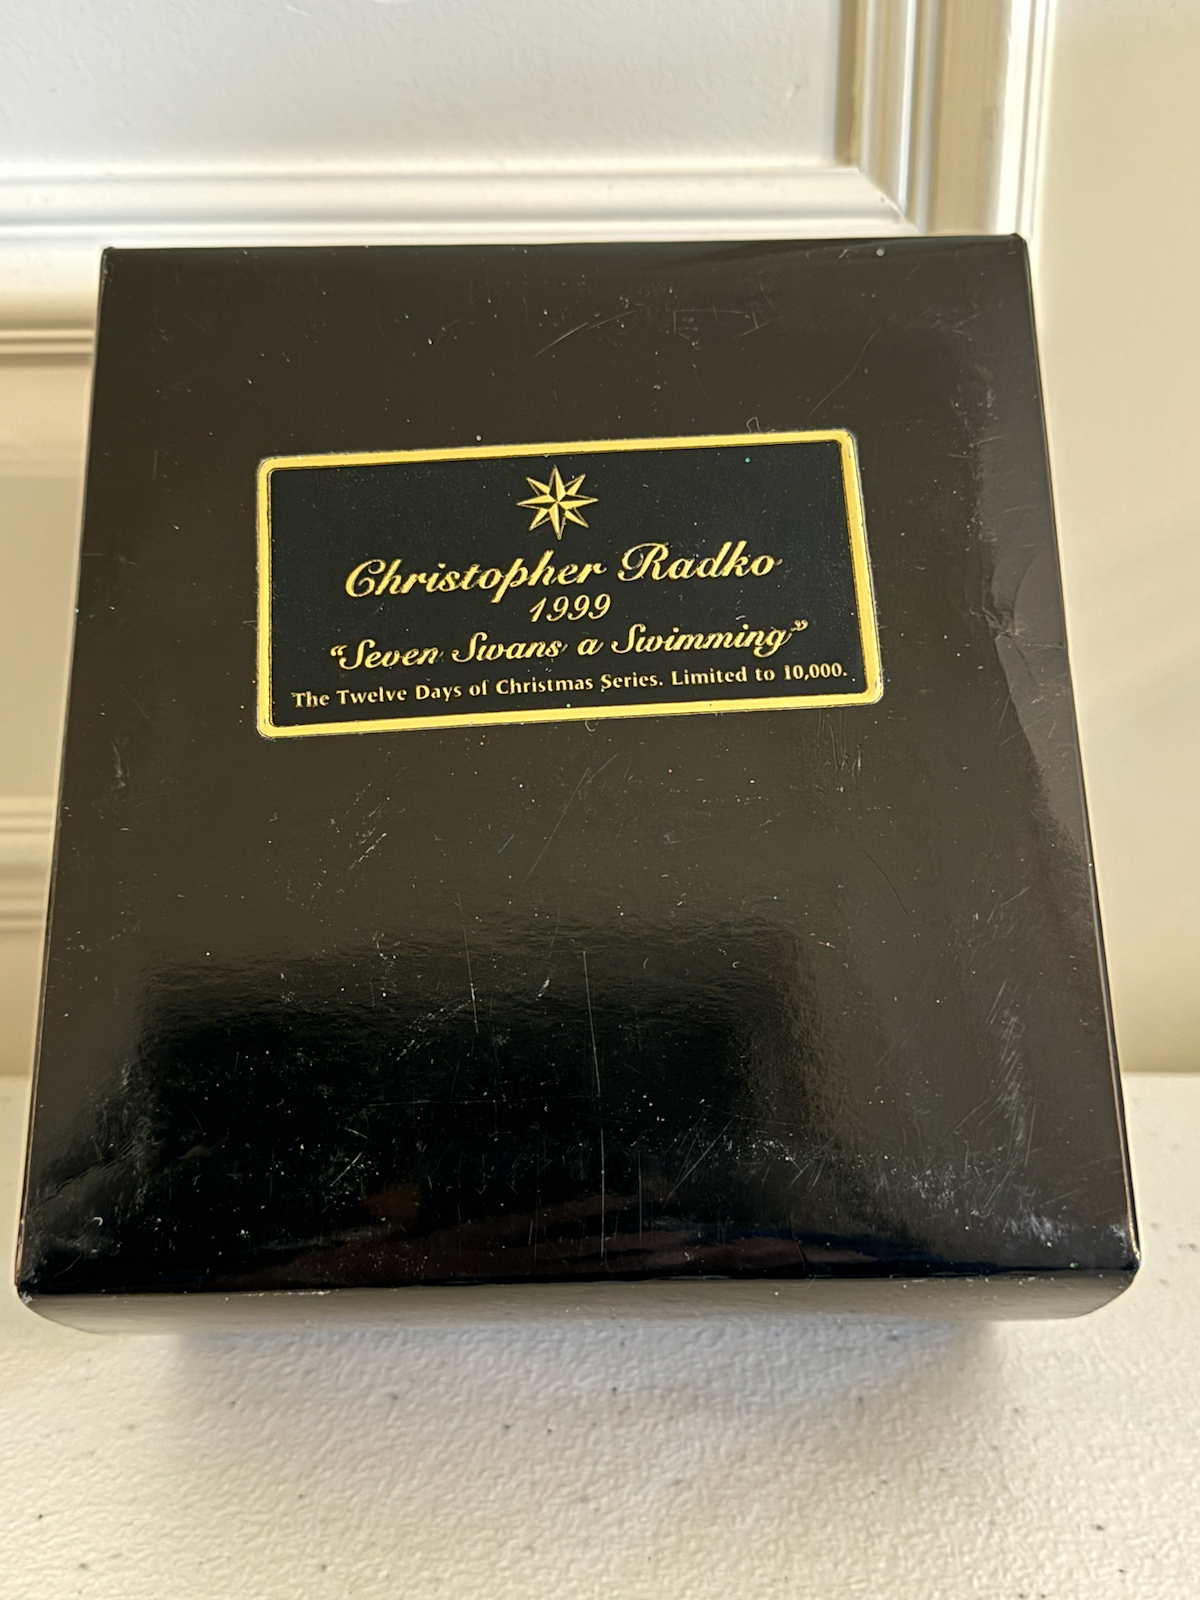 Christopher Radko
1999
“Seven Swans a Swimming”
The Twelve Days of Christmas Series. Limited to 10,000.